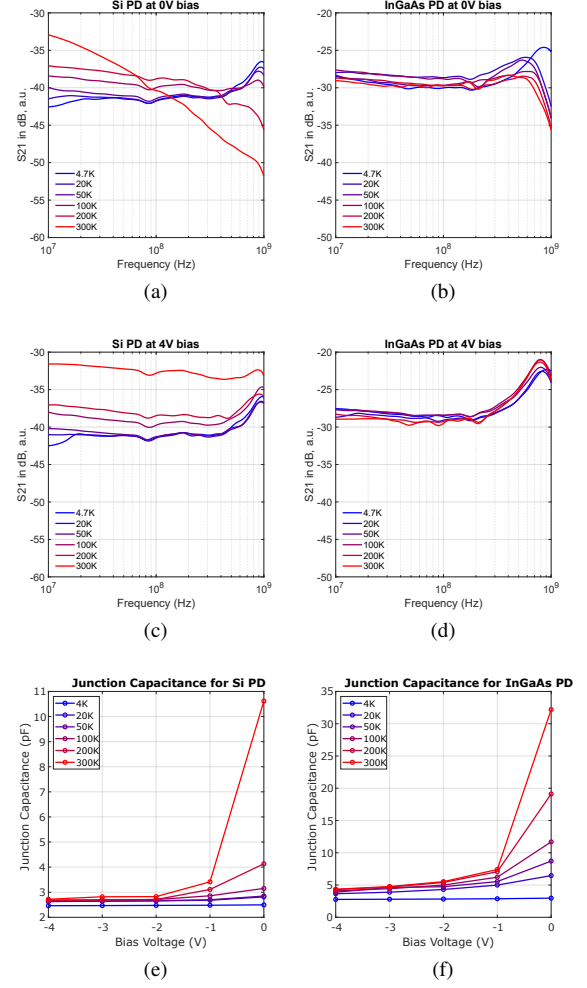 Si PD at 0V bias
S21 in dB, a.u.
-30
-35
-40
-45
-50
-55
-60
4.7K
20K
50K
100K
200K
300K
10^7
10^8
10^9
Frequency (Hz)
(a)
InGaAs PD at 0V bias
S21 in dB, a.u.
-20
-25
-30
-35
-40
-45
-50
4.7K
20K
50K
100K
200K
300K
10^7
10^8
10^9
Frequency (Hz)
(b)
Si PD at 4V bias
S21 in dB, a.u.
-30
-35
-40
-45
-50
-55
-60
4.7K
20K
50K
100K
200K
300K
10^7
10^8
10^9
Frequency (Hz)
(c)
InGaAs PD at 4V bias
S21 in dB, a.u.
-20
-25
-30
-35
-40
-45
-50
4.7K
20K
50K
100K
200K
300K
10^7
10^8
10^9
Frequency (Hz)
(d)
Junction Capacitance for Si PD
Junction Capacitance (pF)
11
10
9
8
7
6
5
4
3
2
4K
20K
50K
100K
200K
300K
-4
-3
-2
-1
0
Bias Voltage (V)
(e)
Junction Capacitance for InGaAs PD
Junction Capacitance (pF)
35
30
25
20
15
10
5
0
4K
20K
50K
100K
200K
300K
-4
-3
-2
-1
0
Bias Voltage (V)
(f)